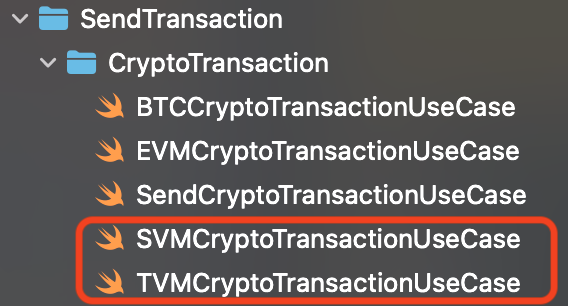 SendTransaction
CryptoTransaction
BTCCryptoTransactionUseCase
EVMCryptoTransactionUseCase
SendCryptoTransactionUseCase
SVMCryptoTransactionUseCase
TVMCryptoTransactionUseCase